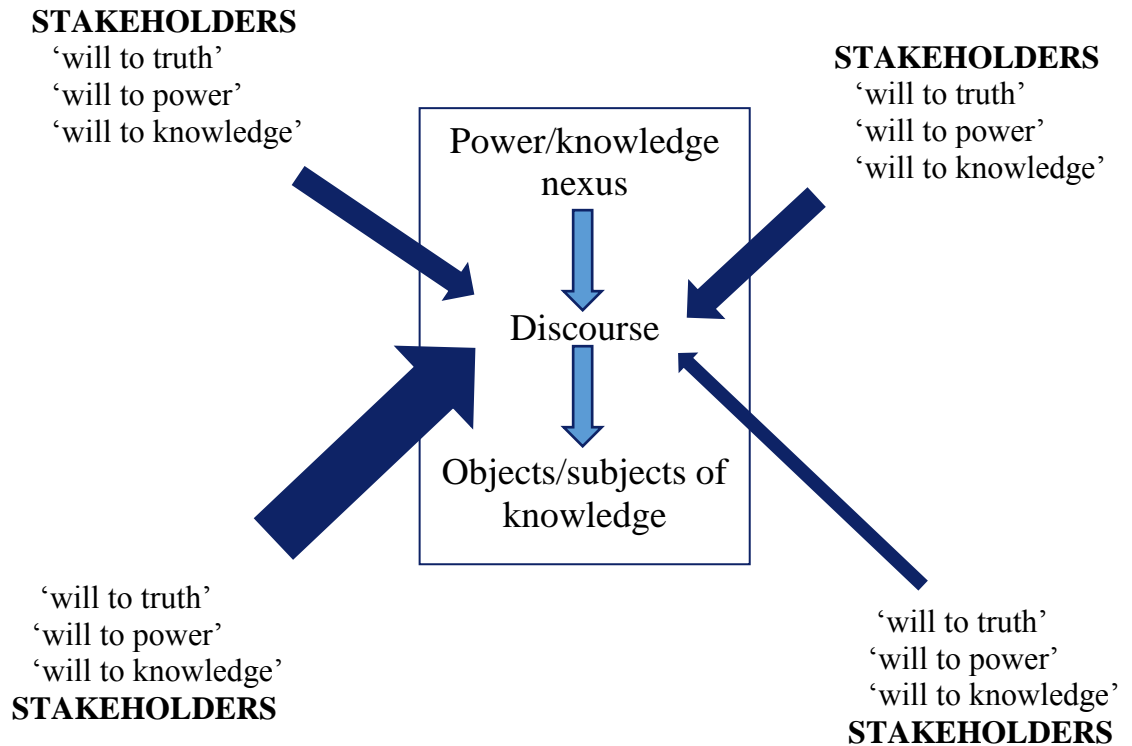 STAKEHOLDERS
‘will to truth’
‘will to power’
‘will to knowledge’
STAKEHOLDERS
‘will to truth’
‘will to power’
‘will to knowledge’
Power/knowledge
nexus
Discourse
Objects/subjects of
knowledge
‘will to truth’
‘will to power’
‘will to knowledge’
STAKEHOLDERS
‘will to truth’
‘will to power’
‘will to knowledge’
STAKEHOLDERS